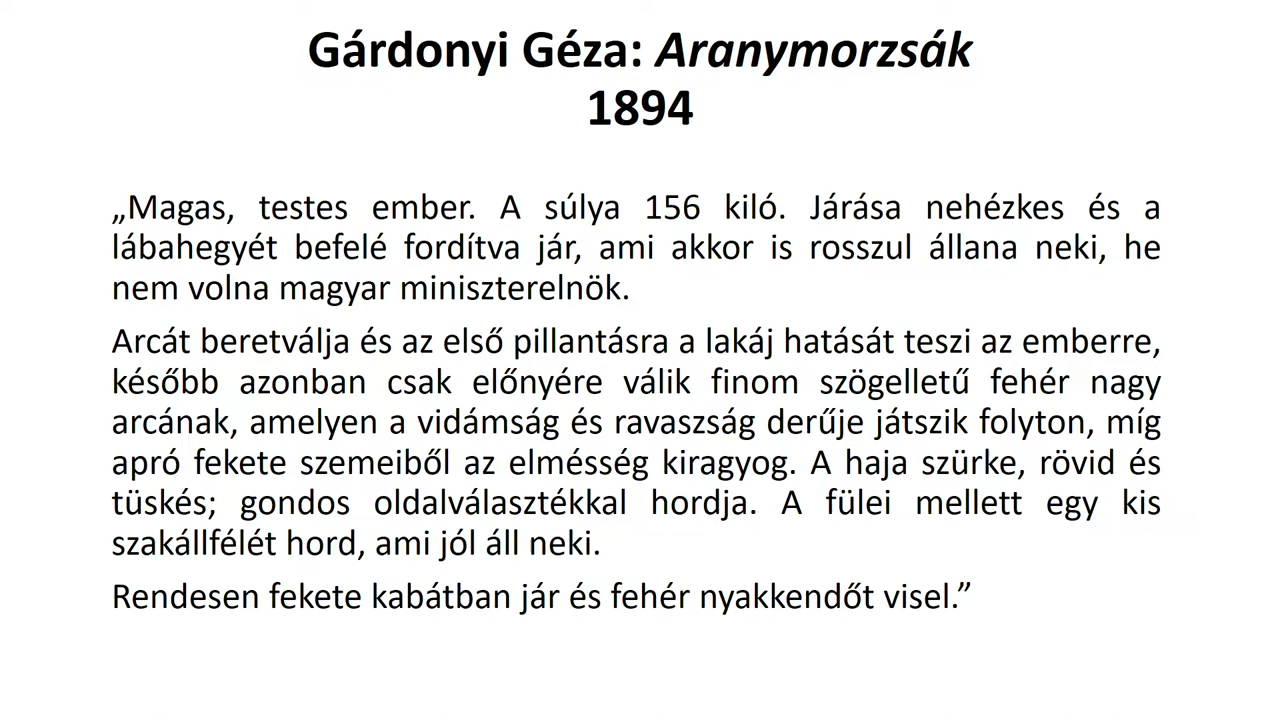 Gárdonyi Géza: Aranymorzsák
1894
„Magas, testes ember. A súlya 156 kiló. Járása nehézkes és a
lábahegyét befelé fordítva jár, ami akkor is rosszul állana neki, he
nem volna magyar miniszterelnök.
Arcát beretválja és az első pillantásra a lakáj hatását teszi az emberre,
később azonban csak előnyére válik finom szögelletű fehér nagy
arcának, amelyen a vidámság és ravaszság derűje játszik folyton, míg
apró fekete szemeiből az elmésség kiragyog. A haja szürke, rövid és
tüskés; gondos oldalválasztékkal hordja. A fülei mellett egy kis
szakállfélét hord, ami jól áll neki.
Rendesen fekete kabátban jár és fehér nyakkendőt visel.”